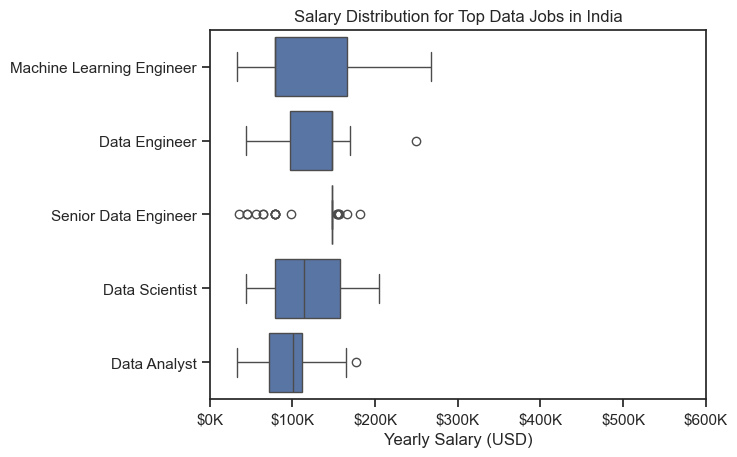 Salary Distribution for Top Data Jobs in India
Machine Learning Engineer
Data Engineer
Senior Data Engineer
Data Scientist
Data Analyst
$0K $100K $200K $300K $400K $500K $600K
Yearly Salary (USD)